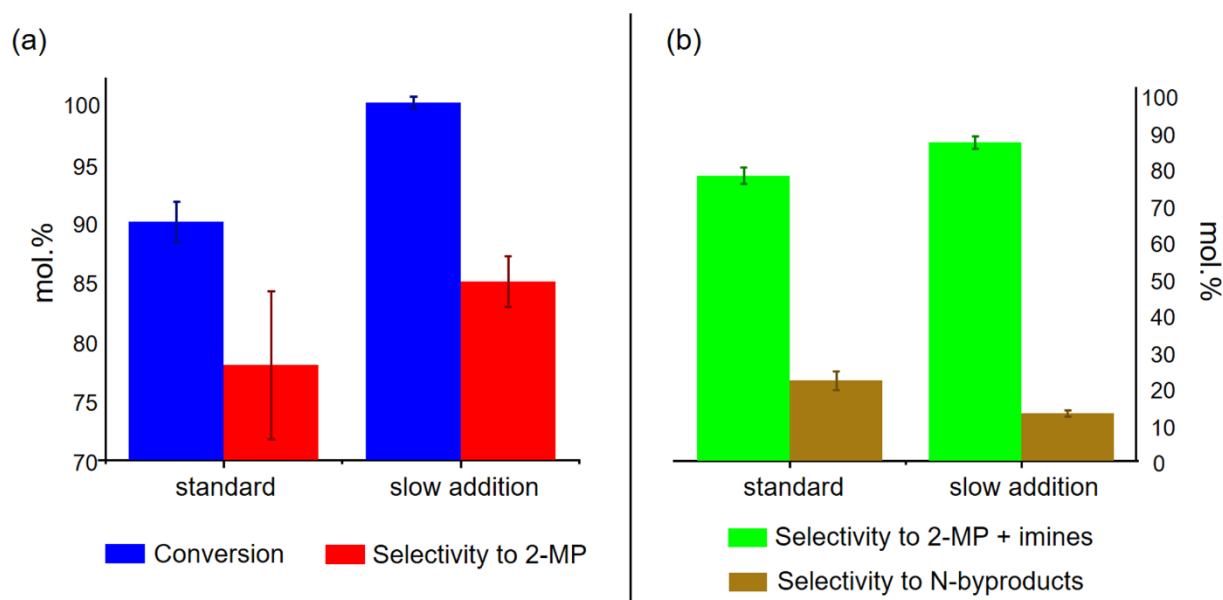 (a)
100
95
90
85
80
75
70
mol.%
standard
slow addition
Conversion
Selectivity to 2-MP
(b)
100
90
80
70
60
50
40
30
20
10
0
mol.%
standard
slow addition
Selectivity to 2-MP + imines
Selectivity to N-byproducts